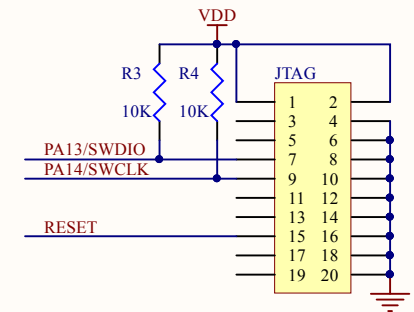 VDD
R3 R4 JTAG
10K 10K
1 2
3 4
PA13/SWDIO 5 6
7 8
PA14/SWCLK 9 10
11 12
13 14
RESET 15 16
17 18
19 20